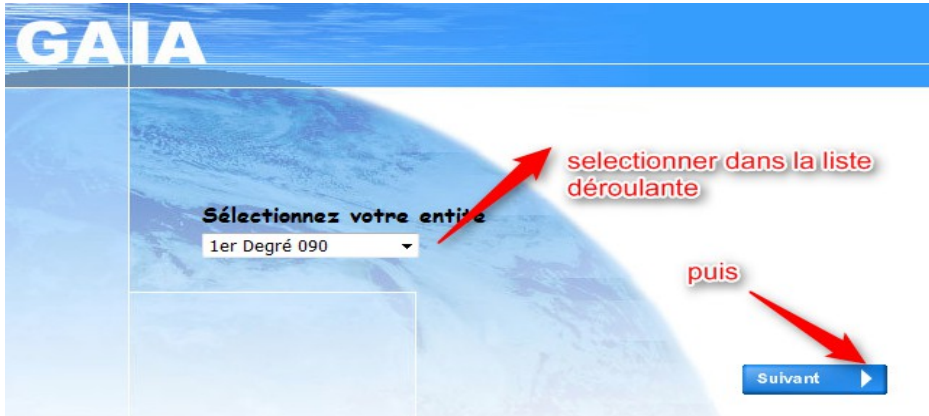 GAIA
selectionner dans la liste
déroulante
Sélectionnez votre entité
1er Degré 090
puis
Suivant